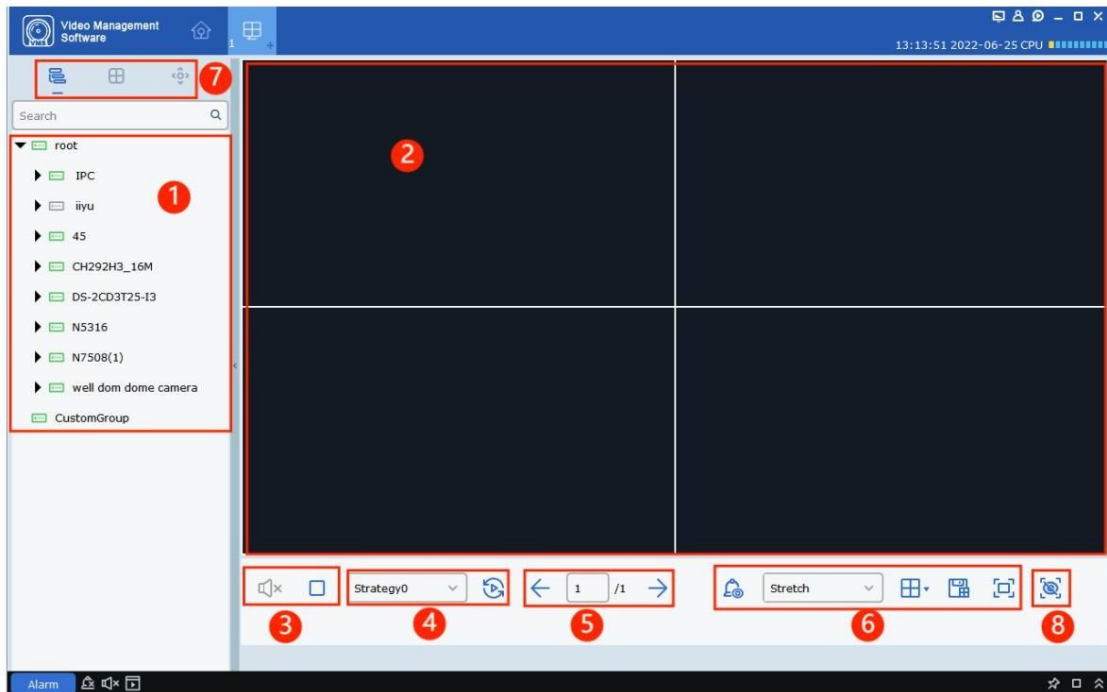 Video Management
Software
VMS
1
13:13:51 2022-06-25 CPU
7
Search
root
IPC
1
iiyu
45
CH292H3_16M
DS-2CD3T25-I3
N5316
N7508(1)
well dom dome camera
CustomGroup
2
Strategy0
1 /1
Stretch
3
4
5
6
8
Alarm